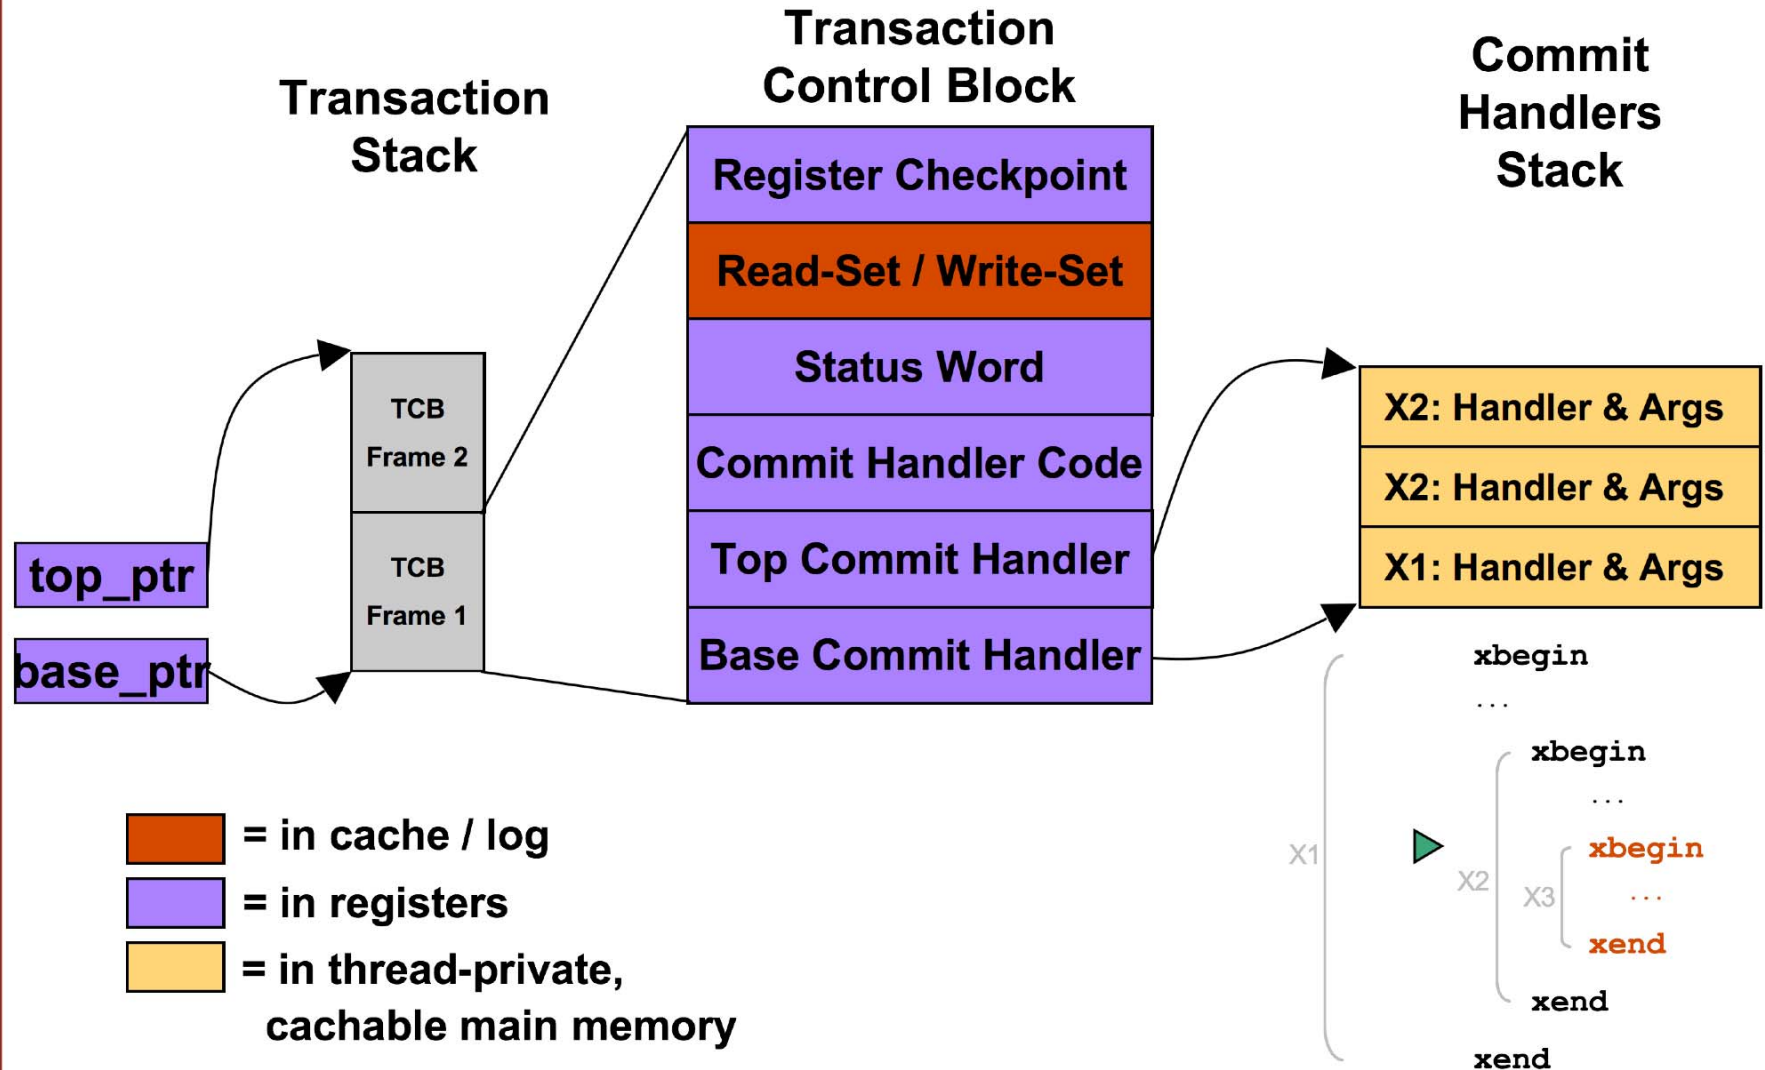 Transaction
Stack
Transaction
Control Block
Commit
Handlers
Stack
top_ptr
base_ptr
TCB
Frame 2
TCB
Frame 1
Register Checkpoint
Read-Set / Write-Set
Status Word
Commit Handler Code
Top Commit Handler
Base Commit Handler
X2: Handler & Args
X2: Handler & Args
X1: Handler & Args
= in cache / log
= in registers
= in thread-private,
cachable main memory
xbegin
...
xbegin
...
xbegin
...
xend
xend
xend
X1
X2
X3